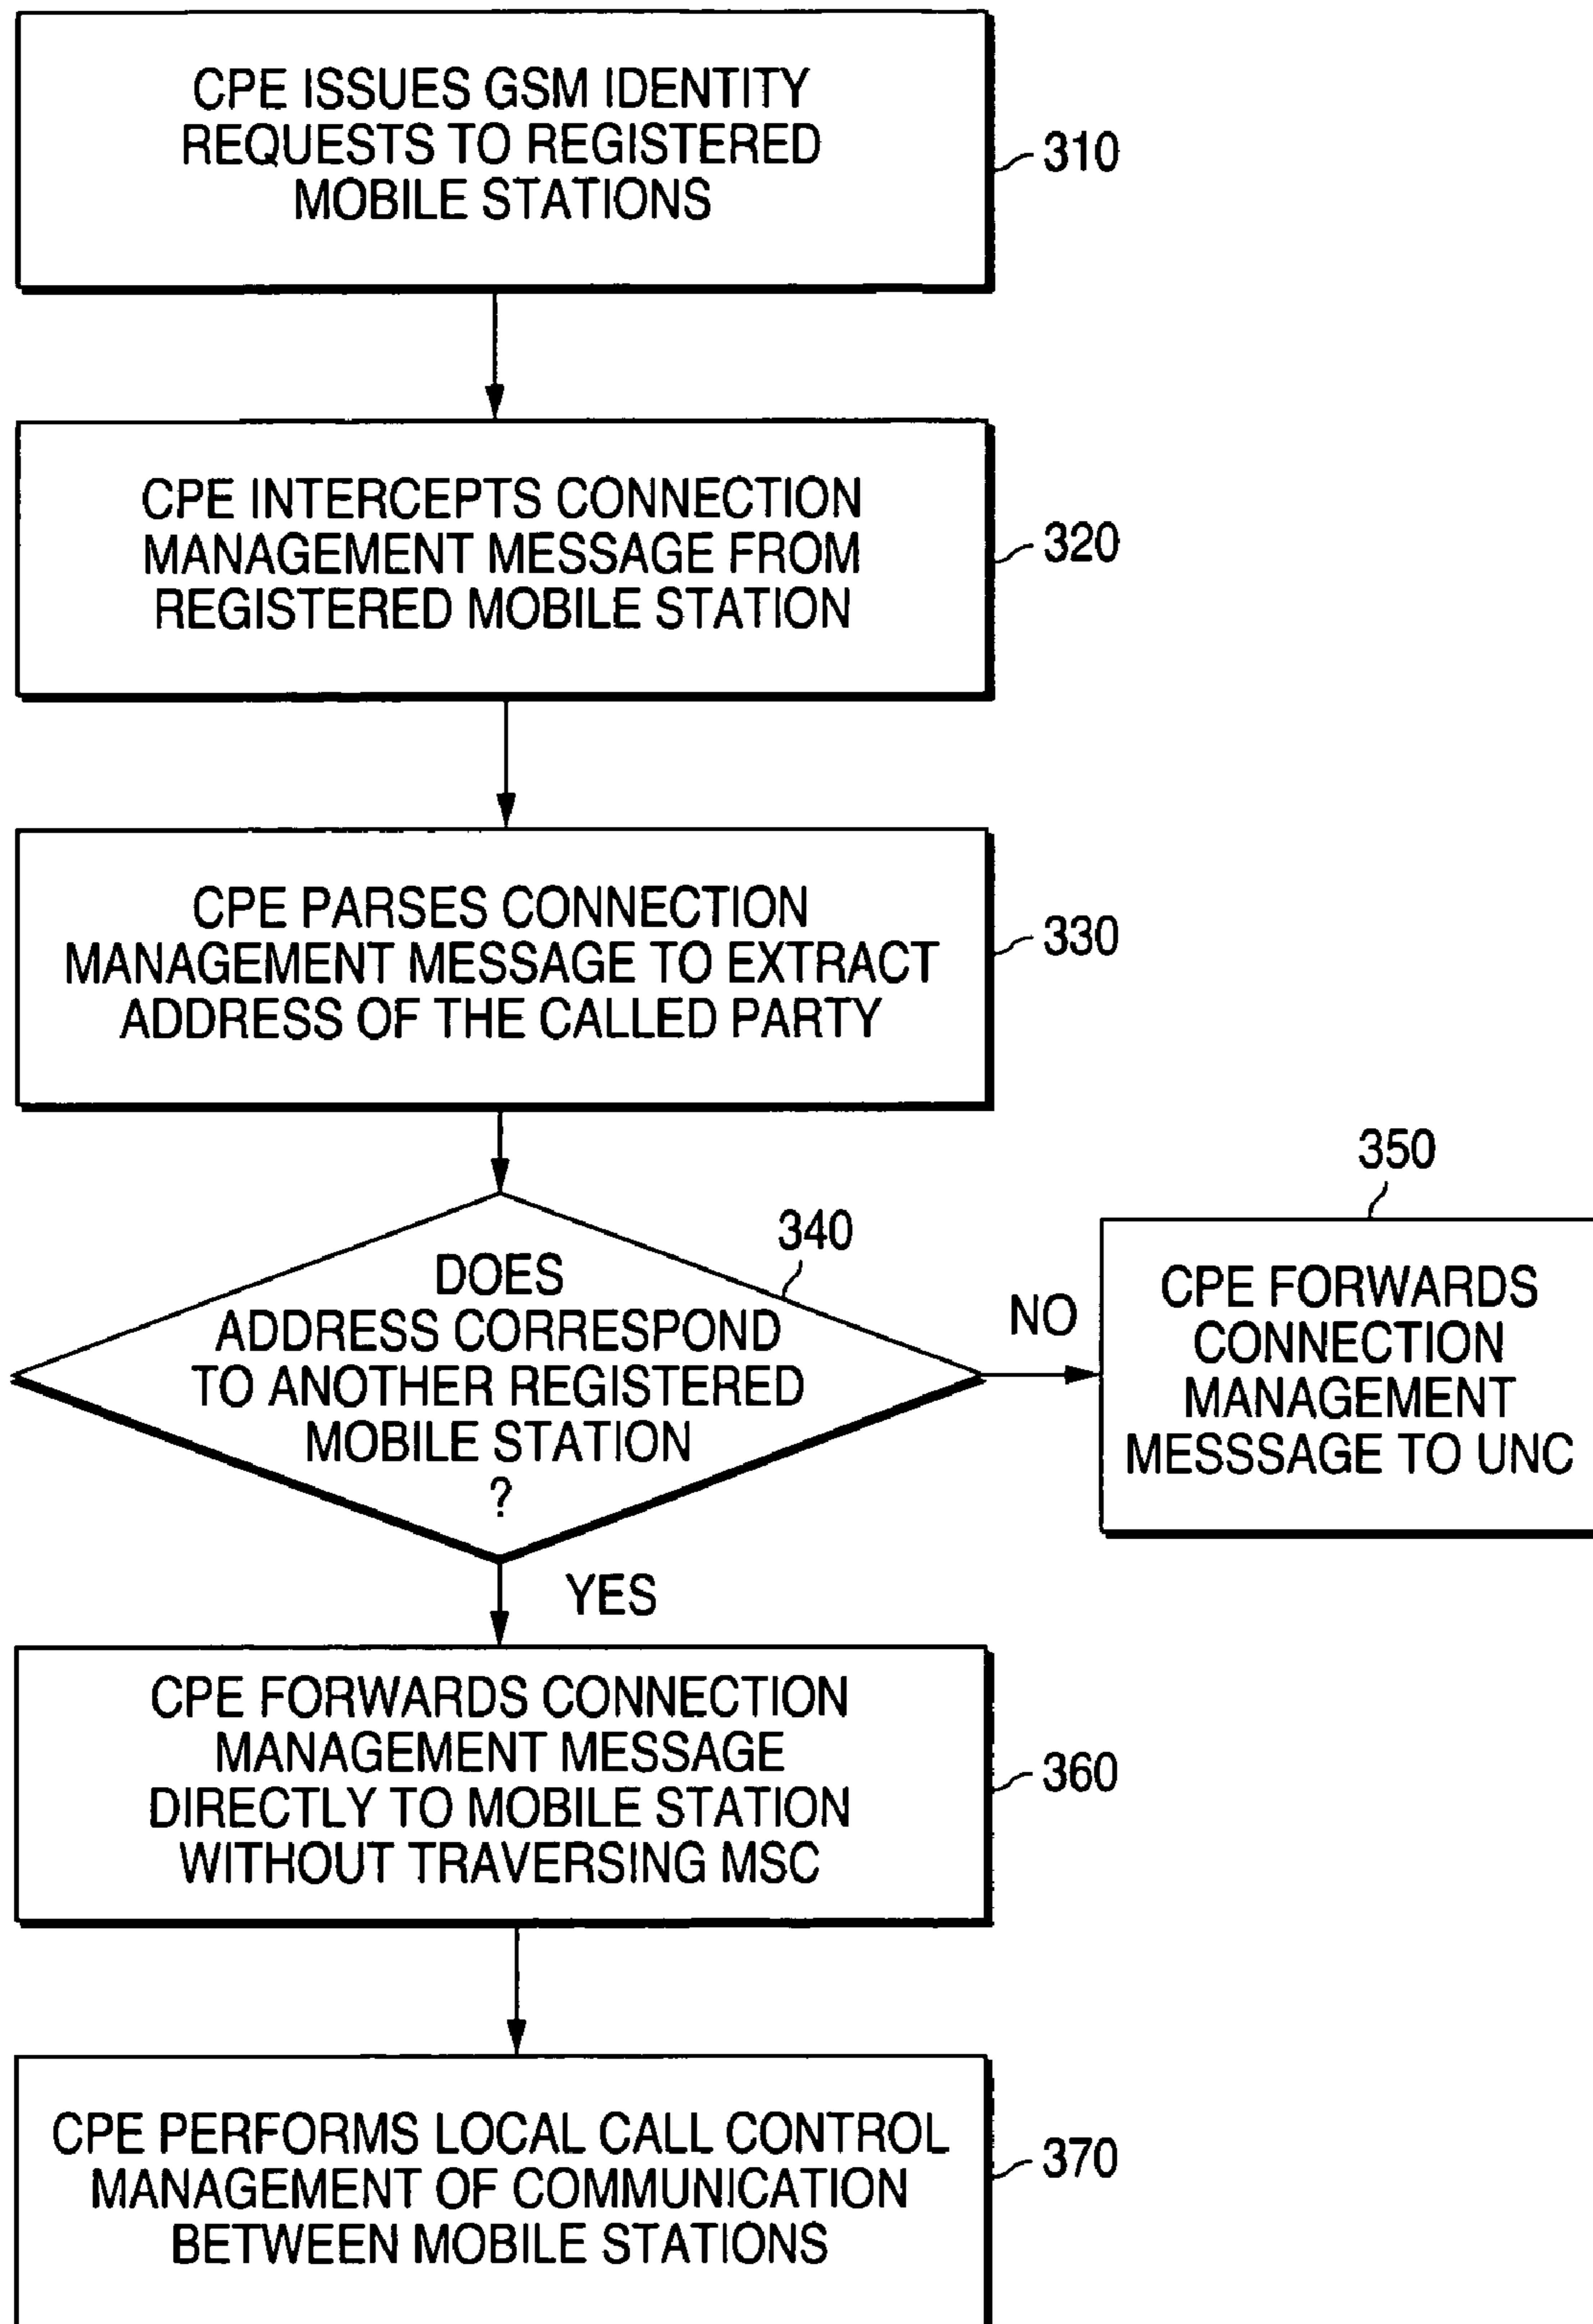 CPE ISSUES GSM IDENTITY
REQUESTS TO REGISTERED
MOBILE STATIONS
310
CPE INTERCEPTS CONNECTION
MANAGEMENT MESSAGE FROM
REGISTERED MOBILE STATION
320
CPE PARSES CONNECTION
MANAGEMENT MESSAGE TO EXTRACT
ADDRESS OF THE CALLED PARTY
330
DOES
ADDRESS CORRESPOND
TO ANOTHER REGISTERED
MOBILE STATION
?
340
NO
350
CPE FORWARDS
CONNECTION
MANAGEMENT
MESSSAGE TO UNC
YES
CPE FORWARDS CONNECTION
MANAGEMENT MESSAGE
DIRECTLY TO MOBILE STATION
WITHOUT TRAVERSING MSC
360
CPE PERFORMS LOCAL CALL CONTROL
MANAGEMENT OF COMMUNICATION
BETWEEN MOBILE STATIONS
370